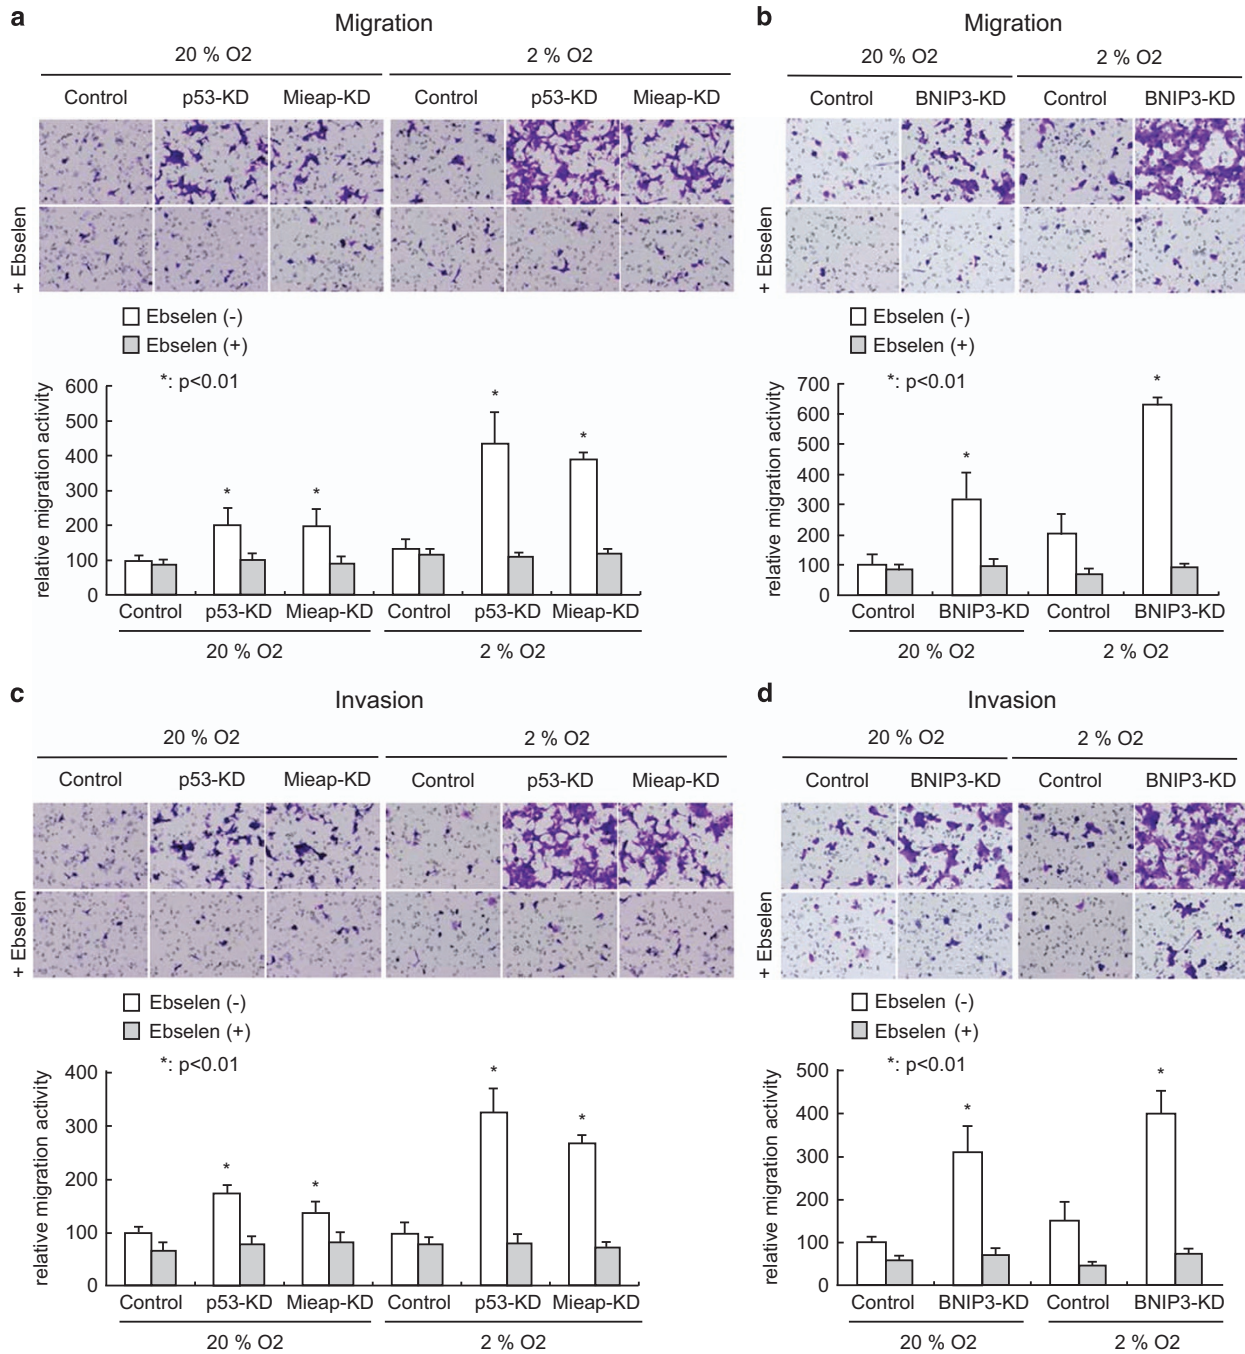 a
Migration
20 % O2
2 % O2
Control p53-KD Mieap-KD Control p53-KD Mieap-KD
+ Ebselen
Ebselen (-)
Ebselen (+)
*: p<0.01
relative migration activity
600
500
400
300
200
100
0
* * * *
Control p53-KD Mieap-KD Control p53-KD Mieap-KD
20 % O2 2 % O2
b
Migration
20 % O2 2 % O2
Control BNIP3-KD Control BNIP3-KD
+ Ebselen
Ebselen (-)
Ebselen (+)
*: p<0.01
relative migration activity
700
600
500
400
300
200
100
0
* *
Control BNIP3-KD Control BNIP3-KD
20 % O2 2 % O2
c
Invasion
20 % O2 2 % O2
Control p53-KD Mieap-KD Control p53-KD Mieap-KD
+ Ebselen
Ebselen (-)
Ebselen (+)
*: p<0.01
relative migration activity
400
300
200
100
0
* * * *
Control p53-KD Mieap-KD Control p53-KD Mieap-KD
20 % O2 2 % O2
d
Invasion
20 % O2 2 % O2
Control BNIP3-KD Control BNIP3-KD
+ Ebselen
Ebselen (-)
Ebselen (+)
*: p<0.01
relative migration activity
500
400
300
200
100
0
* *
Control BNIP3-KD Control BNIP3-KD
20 % O2 2 % O2